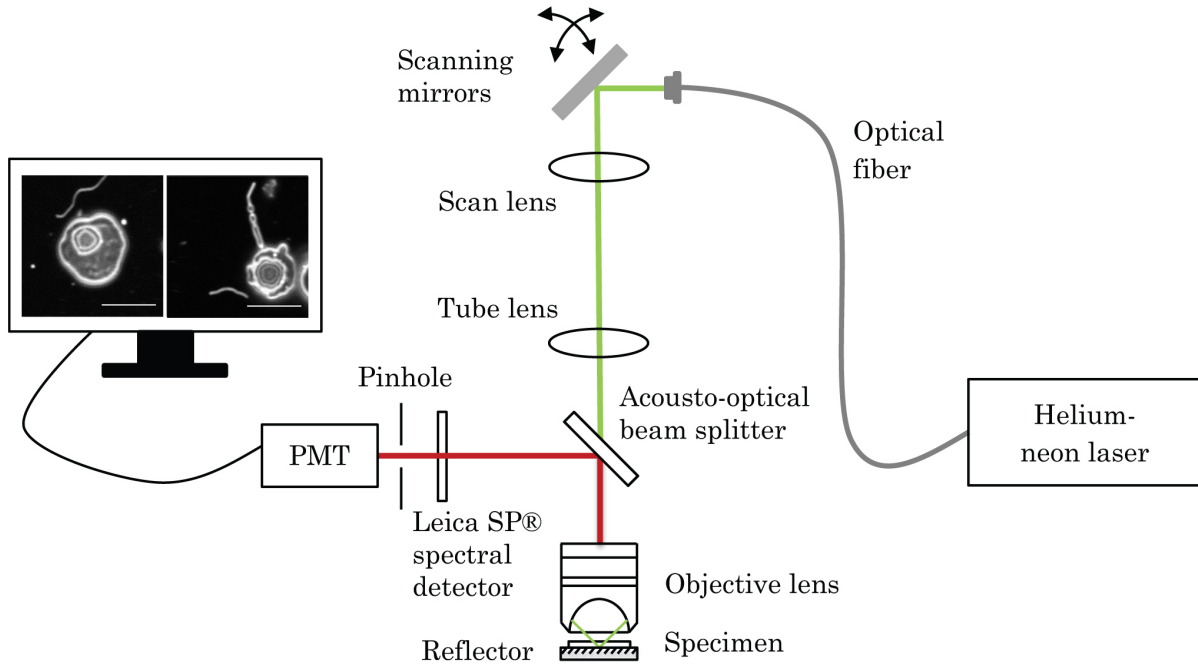 Scanning
mirrors
Optical
fiber
Scan lens
Tube lens
Pinhole
Acousto-optical
beam splitter
Helium-
neon laser
PMT
Leica SP®
spectral
detector
Objective lens
Reflector
Specimen